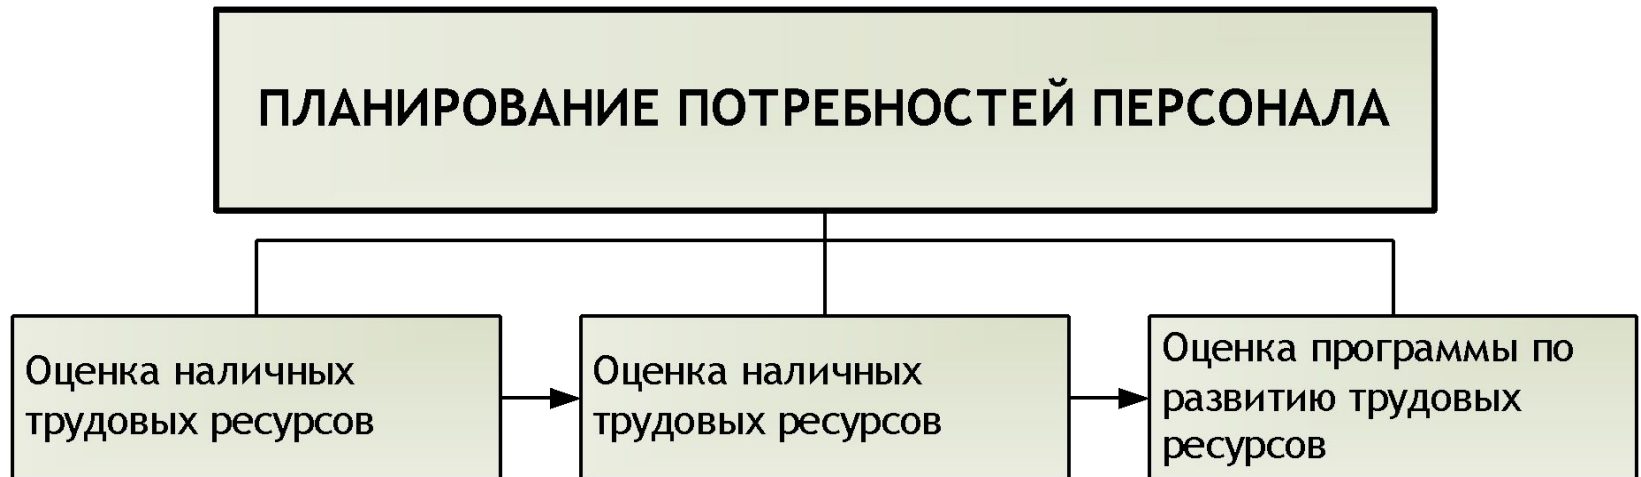 ПЛАНИРОВАНИЕ ПОТРЕБНОСТЕЙ ПЕРСОНАЛА
Оценка наличных
трудовых ресурсов
Оценка наличных
трудовых ресурсов
Оценка программы по
развитию трудовых
ресурсов